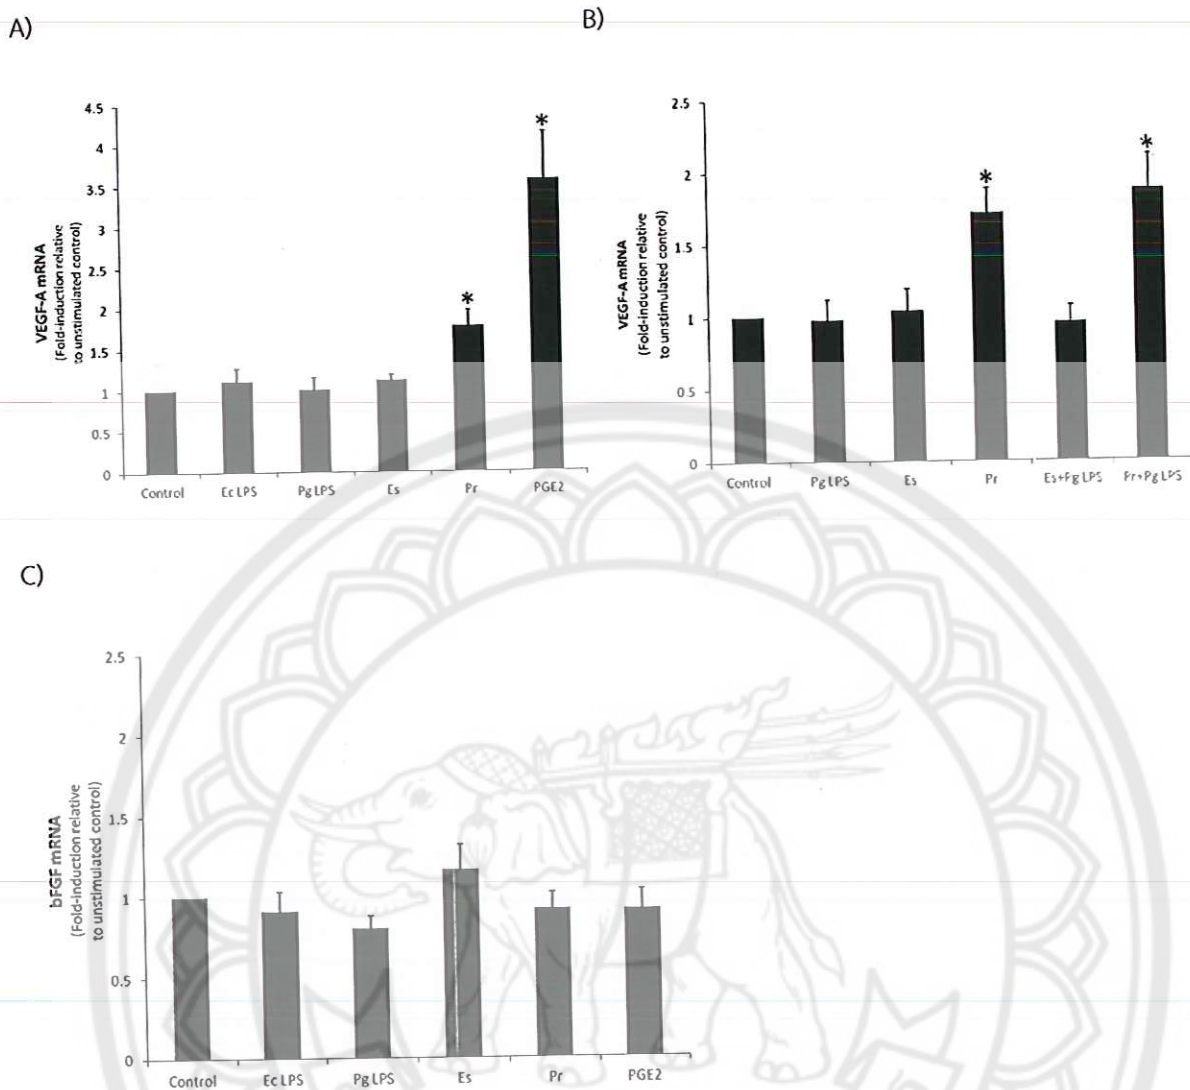 A)
VEGF-A mRNA
(Fold-induction relative
to unstimulated control)
4.5
4
3.5
3
2.5
2
1.5
1
0.5
0
*
*
Control
Ec LPS
Pg LPS
Es
Pr
PGE2
B)
VEGF-A mRNA
(Fold-induction relative
to unstimulated control)
2.5
2
1.5
1
0.5
0
*
*
Control
Pg LPS
Es
Pr
Es+Pg LPS
Pr+Pg LPS
C)
bFGF mRNA
(Fold-induction relative
to unstimulated control)
2.5
2
1.5
1
0.5
0
Control
Ec LPS
Pg LPS
Es
Pr
PGE2